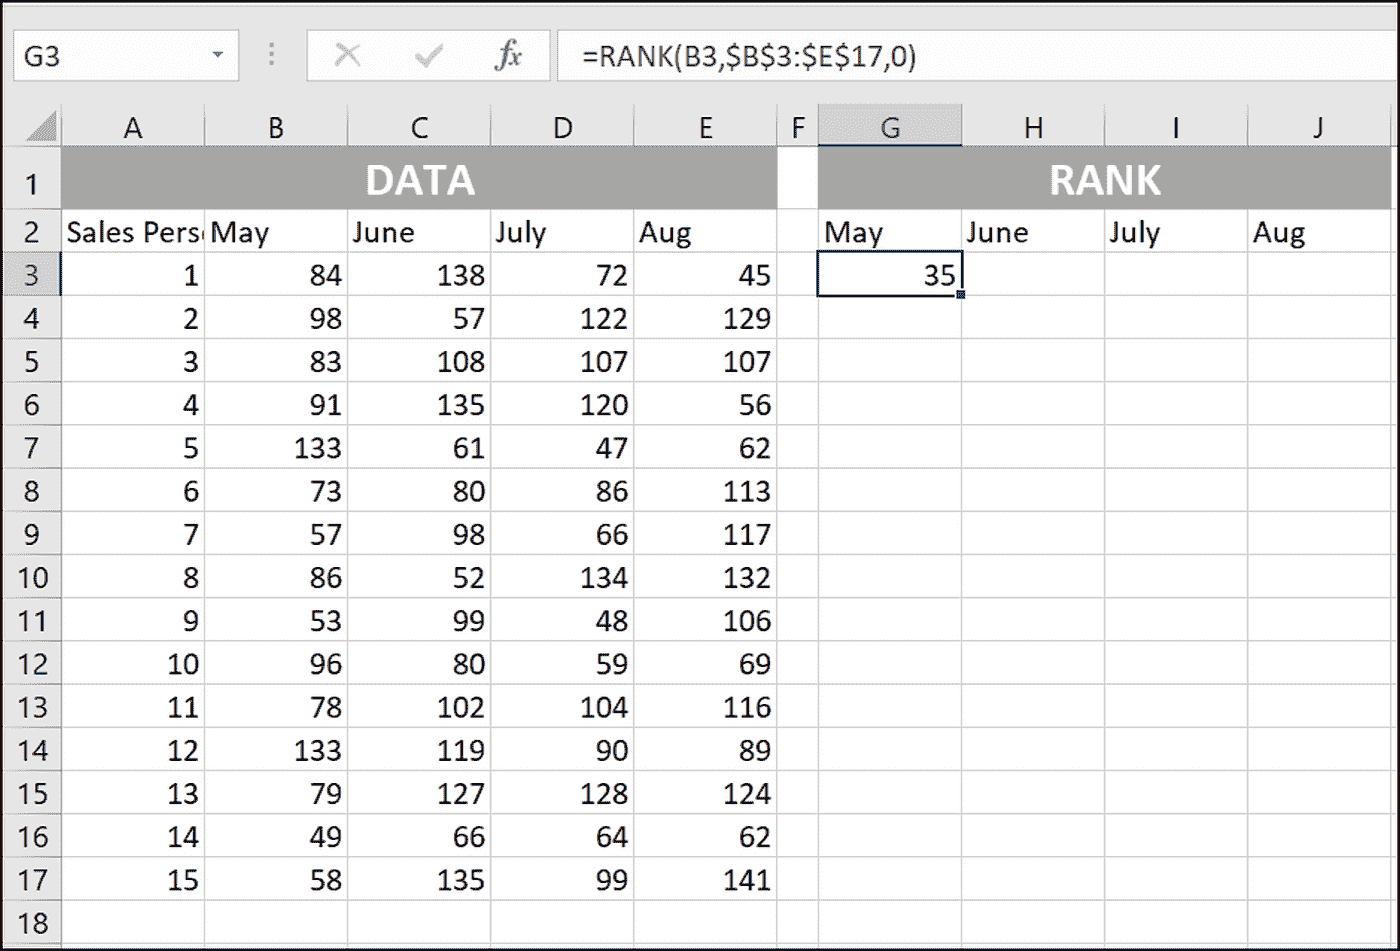 G3 fx =RANK(B3,$B$3:$E$17,0)
A B C D E F G H I J
1 DATA RANK
2 Sales Pers May June July Aug May June July Aug
3 1 84 138 72 45 35
4 2 98 57 122 129
5 3 83 108 107 107
6 4 91 135 120 56
7 5 133 61 47 62
8 6 73 80 86 113
9 7 57 98 66 117
10 8 86 52 134 132
11 9 53 99 48 106
12 10 96 80 59 69
13 11 78 102 104 116
14 12 133 119 90 89
15 13 79 127 128 124
16 14 49 66 64 62
17 15 58 135 99 141
18